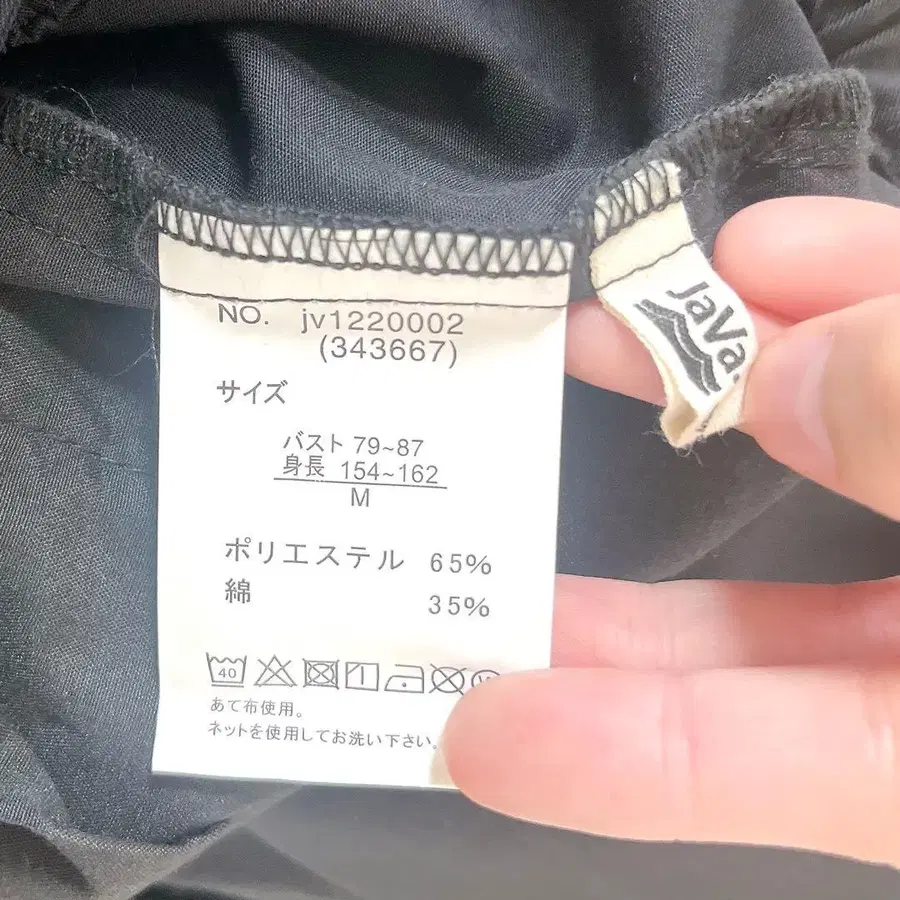 NO. jv1220002
(343667)
サイズ
バスト 79~87
身長 154~162
M
ポリエステル 65%
綿 35%
40
あて布使用。
ネットを使用してお洗い下さい。
JaVa